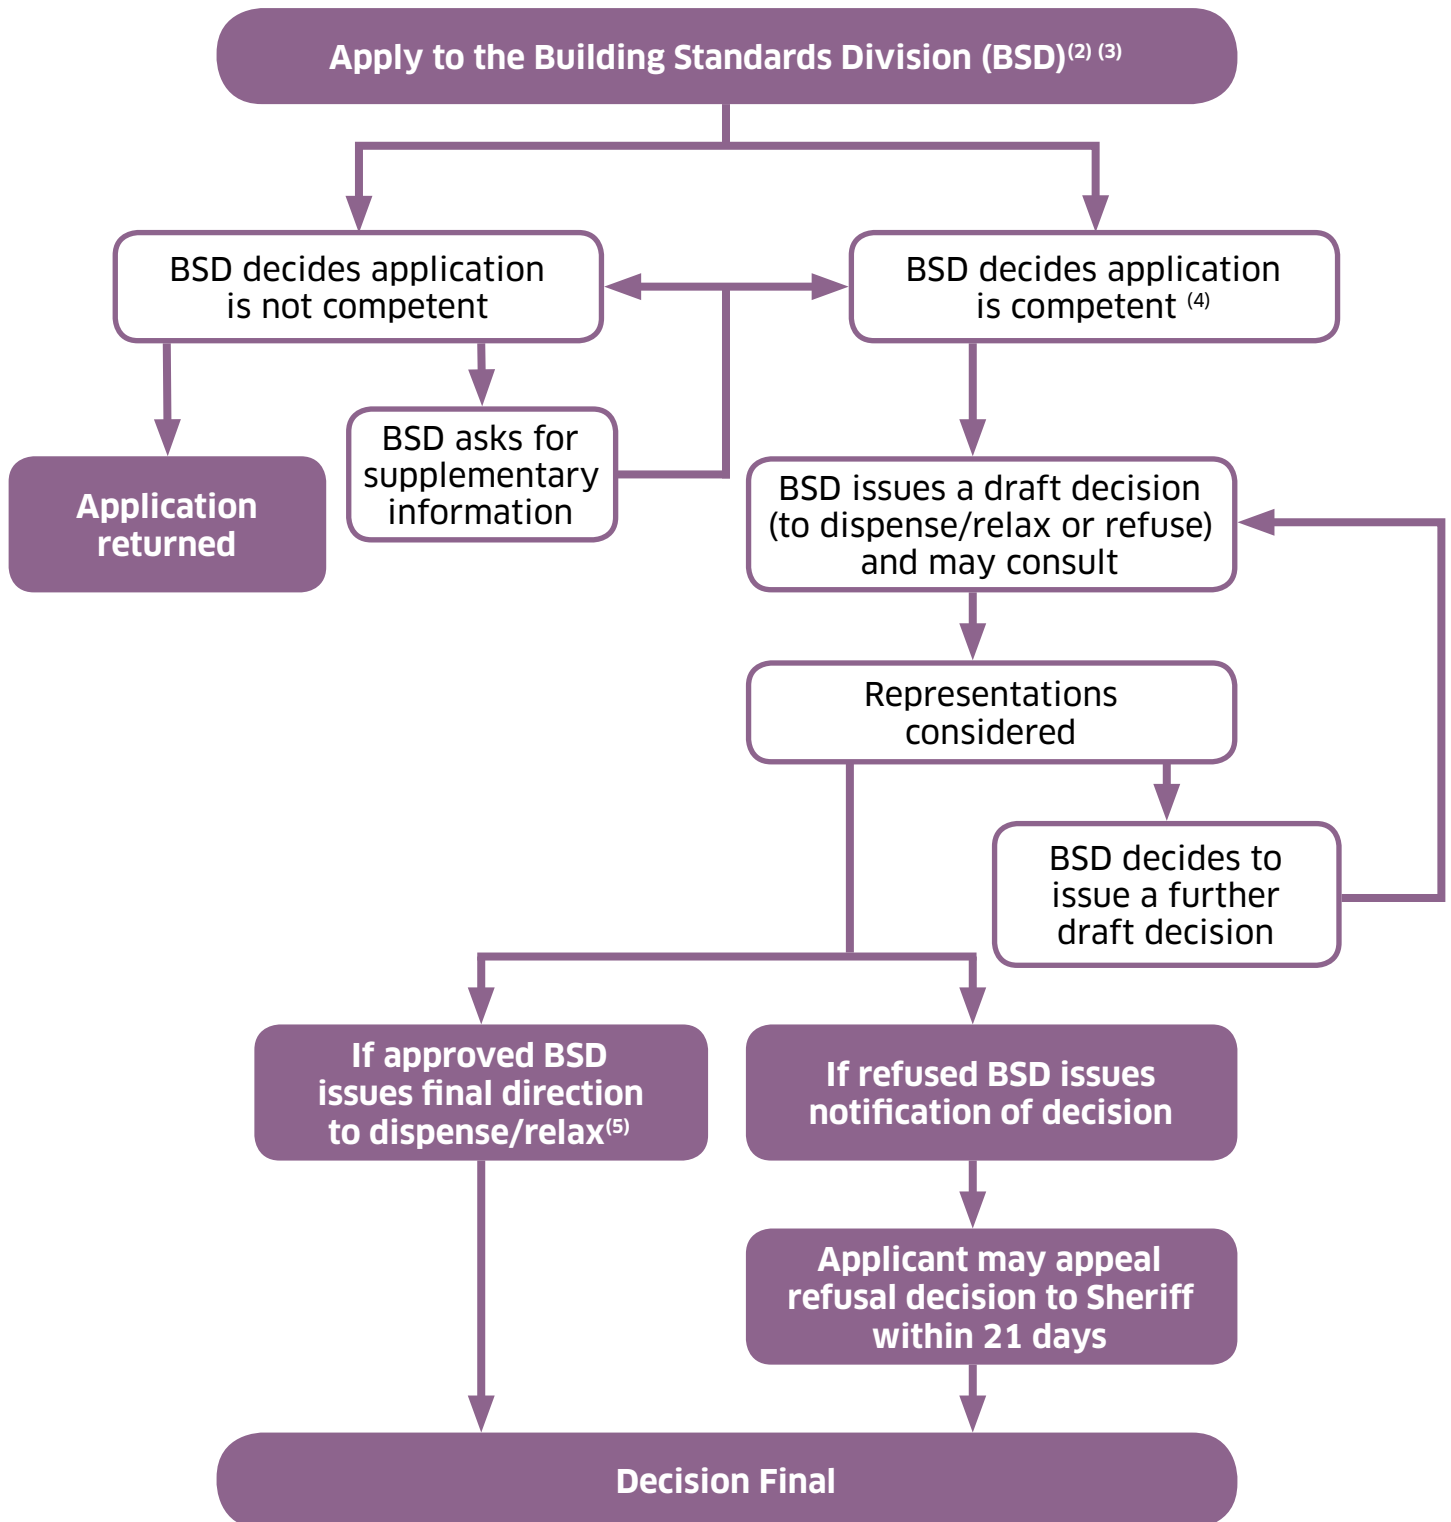 Apply to the Building Standards Division (BSD)(2) (3)
BSD decides application
is not competent
BSD decides application
is competent (4)
BSD asks for
supplementary
information
Application
returned
BSD issues a draft decision
(to dispense/relax or refuse)
and may consult
Representations
considered
BSD decides to
issue a further
draft decision
If approved BSD
issues final direction
to dispense/relax(5)
If refused BSD issues
notification of decision
Applicant may appeal
refusal decision to Sheriff
within 21 days
Decision Final